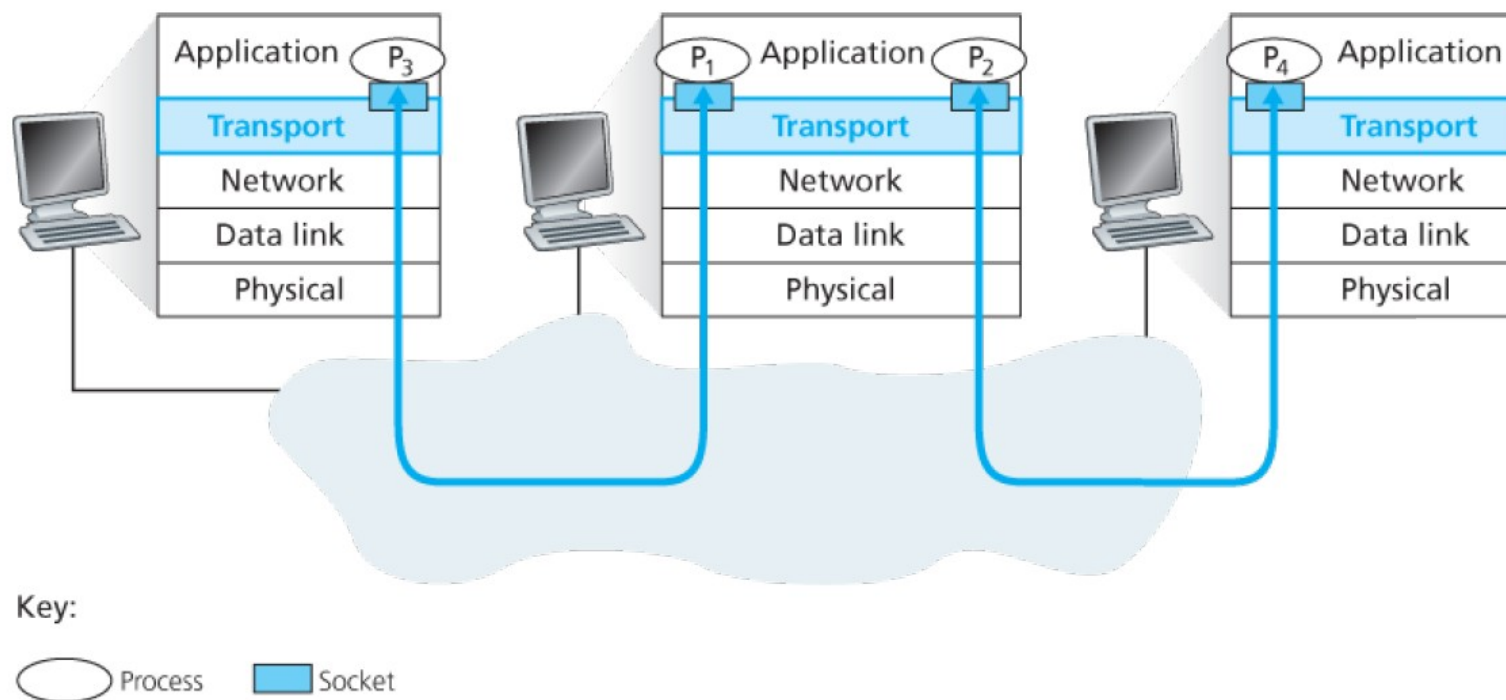 Application
P₃
Transport
Network
Data link
Physical
P₁
Application
P₂
Transport
Network
Data link
Physical
P₄
Application
Transport
Network
Data link
Physical
Key:
Process
Socket